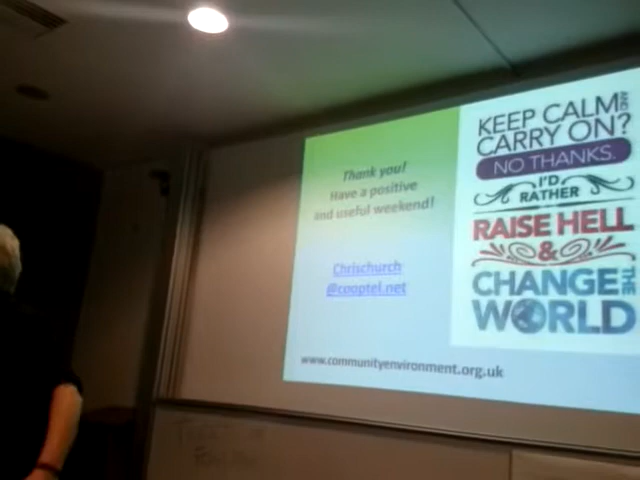 Thank you!
Have a positive
and useful weekend!
Chrischurch
@cooptel.net
www.communityenvironment.org.uk
KEEP CALM AND
CARRY ON?
NO THANKS.
I'D
RATHER
RAISE HELL
&
CHANGE THE
WORLD